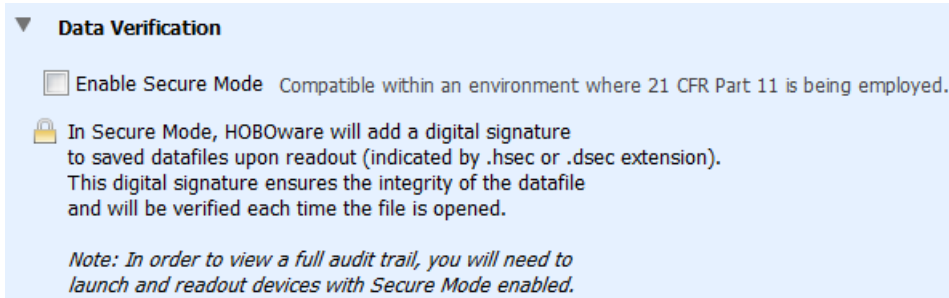 Data Verification
Enable Secure Mode Compatible within an environment where 21 CFR Part 11 is being employed.
In Secure Mode, HOBOware will add a digital signature
to saved datafiles upon readout (indicated by .hsec or .dsec extension).
This digital signature ensures the integrity of the datafile
and will be verified each time the file is opened.
Note: In order to view a full audit trail, you will need to
launch and readout devices with Secure Mode enabled.